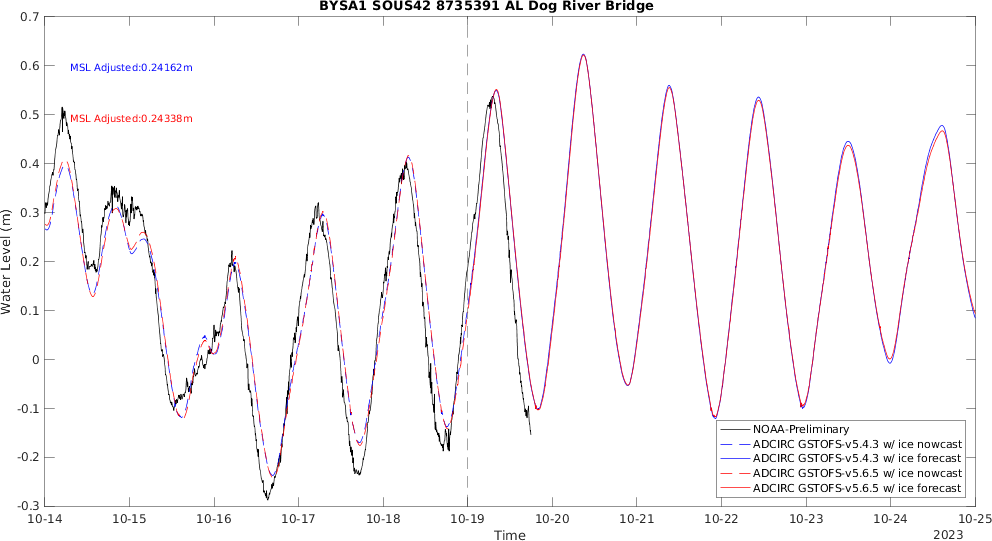 BYSA1 SOUS42 8735391 AL Dog River Bridge
0.7
0.6
0.5
0.4
0.3
0.2
0.1
0
-0.1
-0.2
-0.3
Water Level (m)
MSL Adjusted:0.24162m
MSL Adjusted:0.24338m
NOAA-Preliminary
ADCIRC GSTOFS-v5.4.3 w/ ice nowcast
ADCIRC GSTOFS-v5.4.3 w/ ice forecast
ADCIRC GSTOFS-v5.6.5 w/ ice nowcast
ADCIRC GSTOFS-v5.6.5 w/ ice forecast
10-14 10-15 10-16 10-17 10-18 10-19 10-20 10-21 10-22 10-23 10-24 10-25
Time
2023